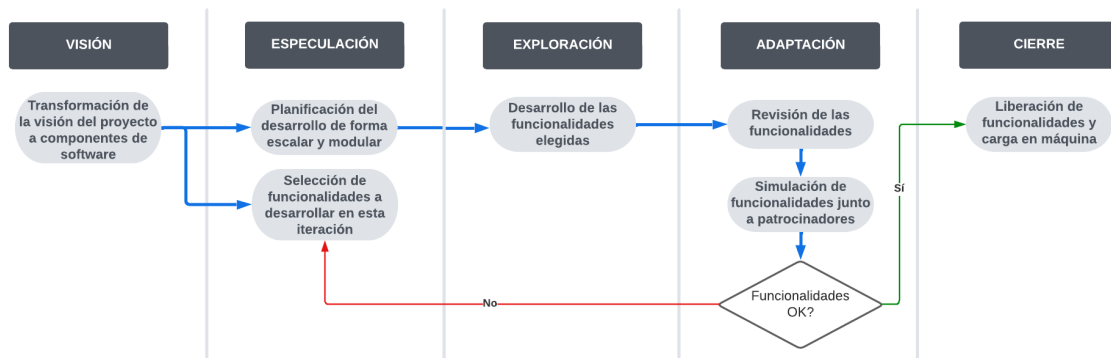 VISIÓN
ESPECULACIÓN
EXPLORACIÓN
ADAPTACIÓN
CIERRE
Transformación de
la visión del proyecto
a componentes de
software
Planificación del
desarrollo de forma
escalar y modular
Selección de
funcionalidades a
desarrollar en esta
iteración
Desarrollo de las
funcionalidades
elegidas
Revisión de las
funcionalidades
Simulación de
funcionalidades junto
a patrocinadores
Funcionalidades
OK?
No
Sí
Liberación de
funcionalidades y
carga en máquina